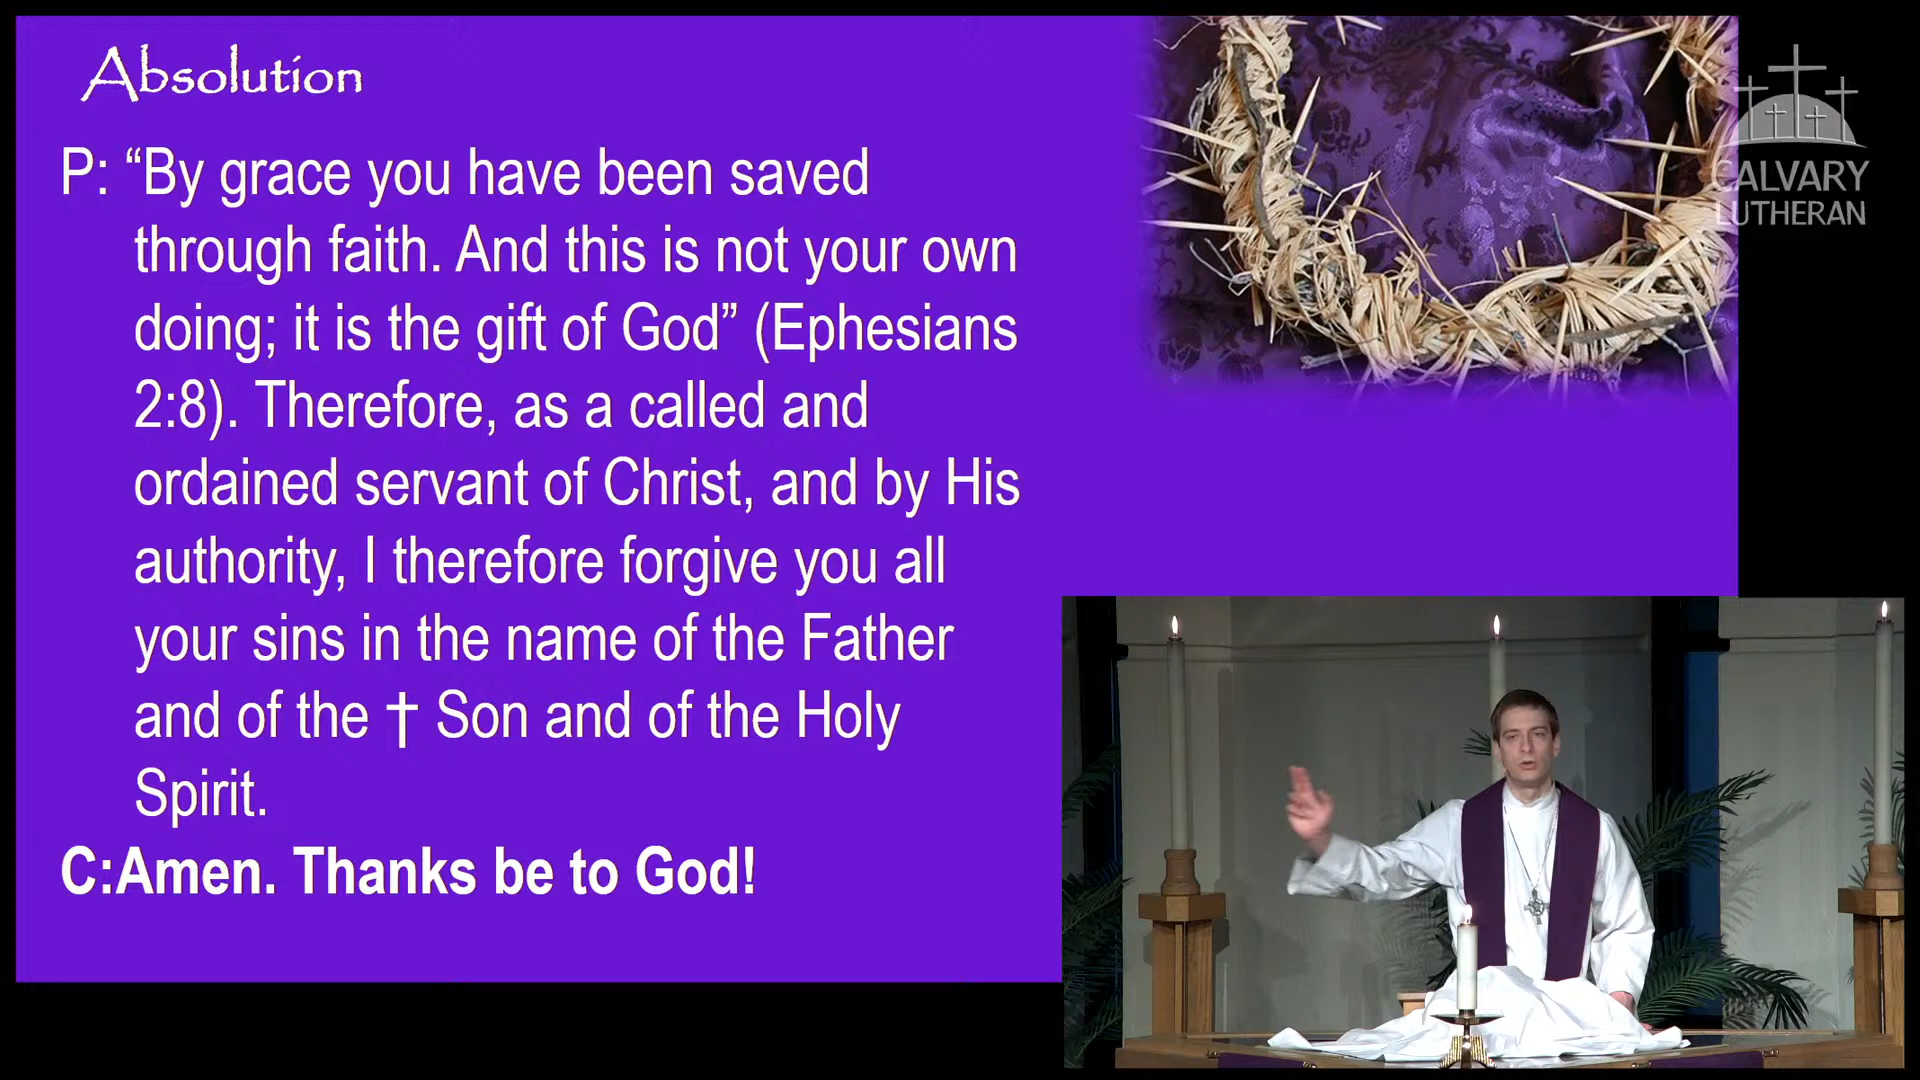 Absolution
P: “By grace you have been saved
through faith. And this is not your own
doing; it is the gift of God” (Ephesians
2:8). Therefore, as a called and
ordained servant of Christ, and by His
authority, I therefore forgive you all
your sins in the name of the Father
and of the † Son and of the Holy
Spirit.
C:Amen. Thanks be to God!
CALVARY
LUTHERAN